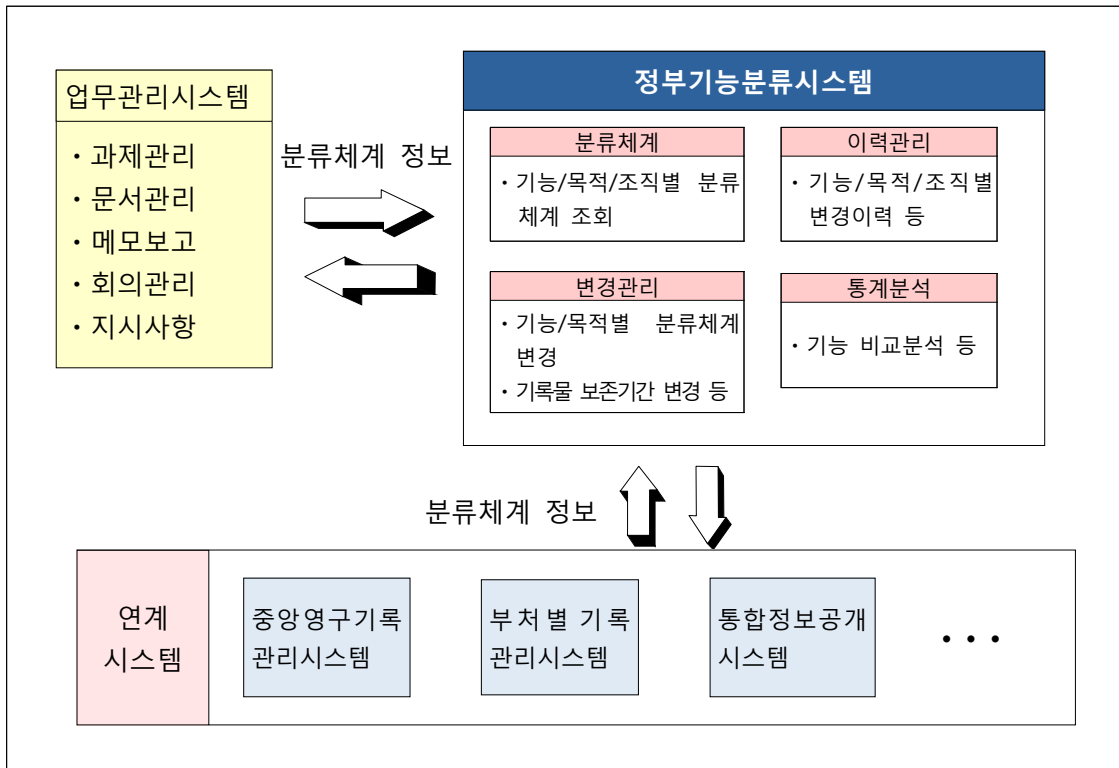 업무관리시스템
· 과제관리
· 문서관리
· 메모보고
· 회의관리
· 지시사항
분류체계 정보
정부기능분류시스템
분류체계
· 기능/목적/조직별 분류
체계 조회
이력관리
· 기능/목적/조직별
변경이력 등
변경관리
· 기능/목적별 분류체계
변경
· 기록물 보존기간 변경 등
통계분석
· 기능 비교분석 등
분류체계 정보
연계
시스템
중앙영구기록
관리시스템
부처별 기록
관리시스템
통합정보공개
시스템
• • •